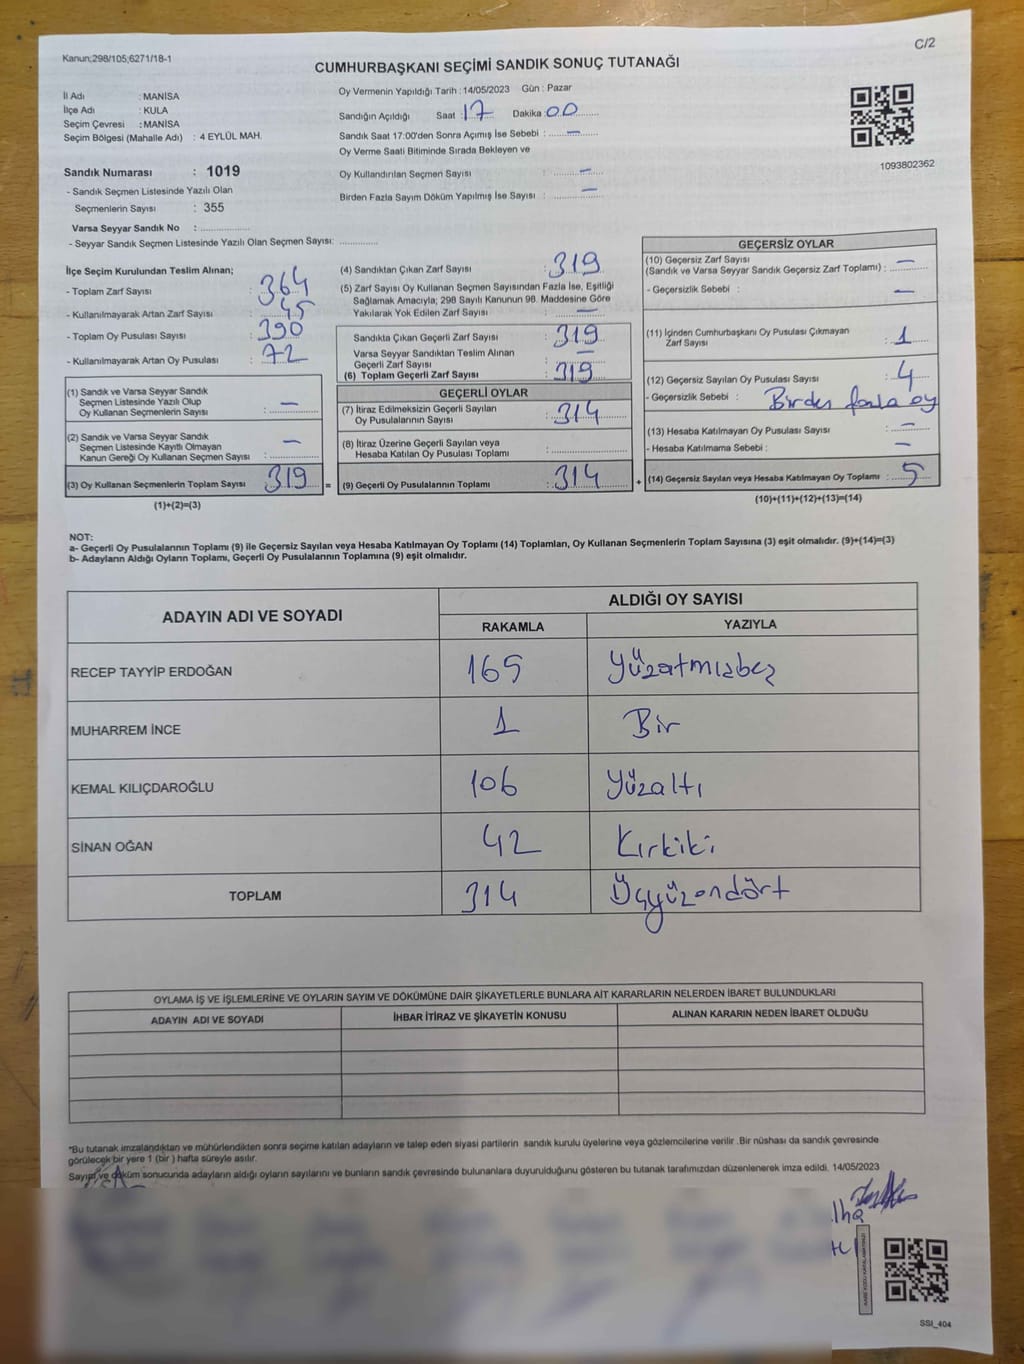 Kanun;298/105;6271/18-1
C/2
CUMHURBAŞKANI SEÇİMİ SANDIK SONUÇ TUTANAĞI
İl Adı : MANİSA
İlçe Adı : KULA
Seçim Çevresi : MANİSA
Seçim Bölgesi (Mahalle Adı) : 4 EYLÜL MAH.
Sandık Numarası : 1019
- Sandık Seçmen Listesinde Yazılı Olan
Seçmenlerin Sayısı : 355
Varsa Seyyar Sandık No : ....................
- Seyyar Sandık Seçmen Listesinde Yazılı Olan Seçmen Sayısı: ................
Oy Vermenin Yapıldığı Tarih : 14/05/2023 Gün : Pazar
Sandığın Açıldığı Saat : 17 Dakika : 00
Sandık Saat 17:00'den Sonra Açımış İse Sebebi : —
Oy Verme Saati Bitiminde Sırada Bekleyen ve
Oy Kullandırılan Seçmen Sayısı : —
Birden Fazla Sayım Döküm Yapılmış İse Sayısı : —
1093802362
İlçe Seçim Kurulundan Teslim Alınan;
- Toplam Zarf Sayısı : 364
- Kullanılmayarak Artan Zarf Sayısı : 45
- Toplam Oy Pusulası Sayısı : 390
- Kullanılmayarak Artan Oy Pusulası : 72
(1) Sandık ve Varsa Seyyar Sandık
Seçmen Listesinde Yazılı Olup
Oy Kullanan Seçmenlerin Sayısı : —
(2) Sandık ve Varsa Seyyar Sandık
Seçmen Listesinde Kayıtlı Olmayan
Kanun Gereği Oy Kullanan Seçmen Sayısı : —
(3) Oy Kullanan Seçmenlerin Toplam Sayısı 319 =
(1)+(2)=(3)
(4) Sandıktan Çıkan Zarf Sayısı : 319
(5) Zarf Sayısı Oy Kullanan Seçmen Sayısından Fazla İse, Eşitliği
Sağlamak Amacıyla; 298 Sayılı Kanunun 98. Maddesine Göre
Yakılarak Yok Edilen Zarf Sayısı : —
Sandıkta Çıkan Geçerli Zarf Sayısı : 319
Varsa Seyyar Sandıktan Teslim Alınan
Geçerli Zarf Sayısı : —
(6) Toplam Geçerli Zarf Sayısı : 319
GEÇERLİ OYLAR
(7) İtiraz Edilmeksizin Geçerli Sayılan
Oy Pusulalarının Sayısı : 314
(8) İtiraz Üzerine Geçerli Sayılan veya
Hesaba Katılan Oy Pusulası Toplamı :....................
(9) Geçerli Oy Pusulalarının Toplamı : 314 +
GEÇERSİZ OYLAR
(10) Geçersiz Zarf Sayısı
(Sandık ve Varsa Seyyar Sandık Geçersiz Zarf Toplamı) : —
- Geçersizlik Sebebi : —
(11) İçinden Cumhurbaşkanı Oy Pusulası Çıkmayan
Zarf Sayısı : 1
(12) Geçersiz Sayılan Oy Pusulası Sayısı : 4
- Geçersizlik Sebebi : Birden fazla oy
(13) Hesaba Katılmayan Oy Pusulası Sayısı : —
- Hesaba Katılmama Sebebi : —
(14) Geçersiz Sayılan veya Hesaba Katılmayan Oy Toplamı : 5
(10)+(11)+(12)+(13)=(14)
NOT:
a- Geçerli Oy Pusulalarının Toplamı (9) ile Geçersiz Sayılan veya Hesaba Katılmayan Oy Toplamı (14) Toplamları, Oy Kullanan Seçmenlerin Toplam Sayısına (3) eşit olmalıdır. (9)+(14)=(3)
b- Adayların Aldığı Oyların Toplamı, Geçerli Oy Pusulalarının Toplamına (9) eşit olmalıdır.
ADAYIN ADI VE SOYADI
ALDIĞI OY SAYISI
RAKAMLA YAZIYLA
RECEP TAYYİP ERDOĞAN 165 Yüzatmışbeş
MUHARREM İNCE 1 Bir
KEMAL KILIÇDAROĞLU 106 Yüzaltı
SİNAN OĞAN 42 Kırkiki
TOPLAM 314 Üçyüzondört
OYLAMA İŞ VE İŞLEMLERİNE VE OYLARIN SAYIM VE DÖKÜMÜNE DAİR ŞİKAYETLERLE BUNLARA AİT KARARLARIN NELERDEN İBARET BULUNDUKLARI
ADAYIN ADI VE SOYADI İHBAR İTİRAZ VE ŞİKAYETİN KONUSU ALINAN KARARIN NEDEN İBARET OLDUĞU
*Bu tutanak imzalandıktan ve mühürlendikten sonra seçime katılan adayların ve talep eden siyasi partilerin sandık kurulu üyelerine veya gözlemcilerine verilir .Bir nüshası da sandık çevresinde
görülecek bir yere 1 (bir ) hafta süreyle asılır.
Sayım ve döküm sonucunda adayların aldığı oyların sayılarını ve bunların sandık çevresinde bulunanlara duyurulduğunu gösteren bu tutanak tarafımızdan düzenlenerek imza edildi. 14/05/2023
SSI_404